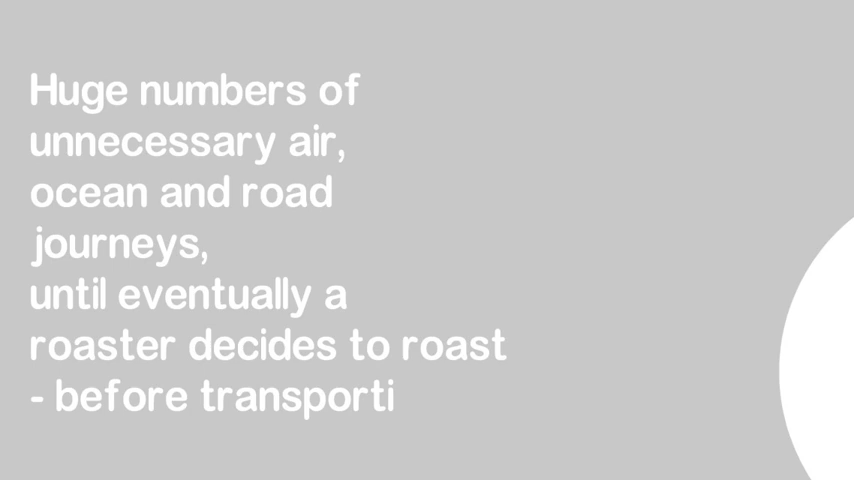 Huge numbers of
unnecessary air,
ocean and road
journeys,
until eventually a
roaster decides to roast
- before transporti